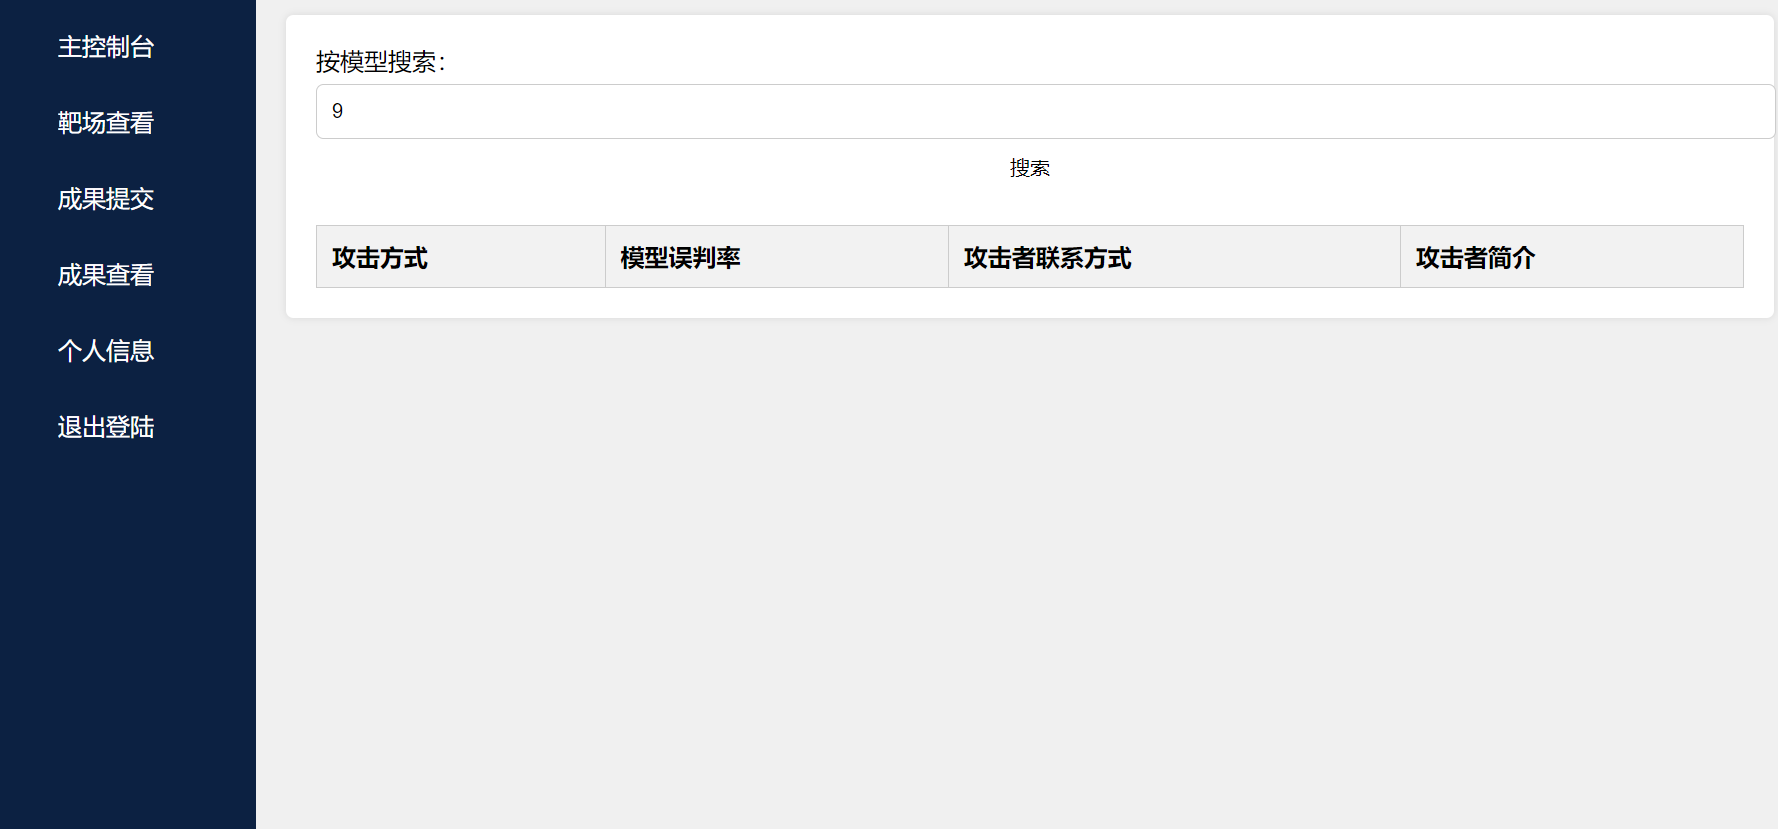 主控制台
靶场查看
成果提交
成果查看
个人信息
退出登陆
按模型搜索：
9
搜索
攻击方式 模型误判率 攻击者联系方式 攻击者简介